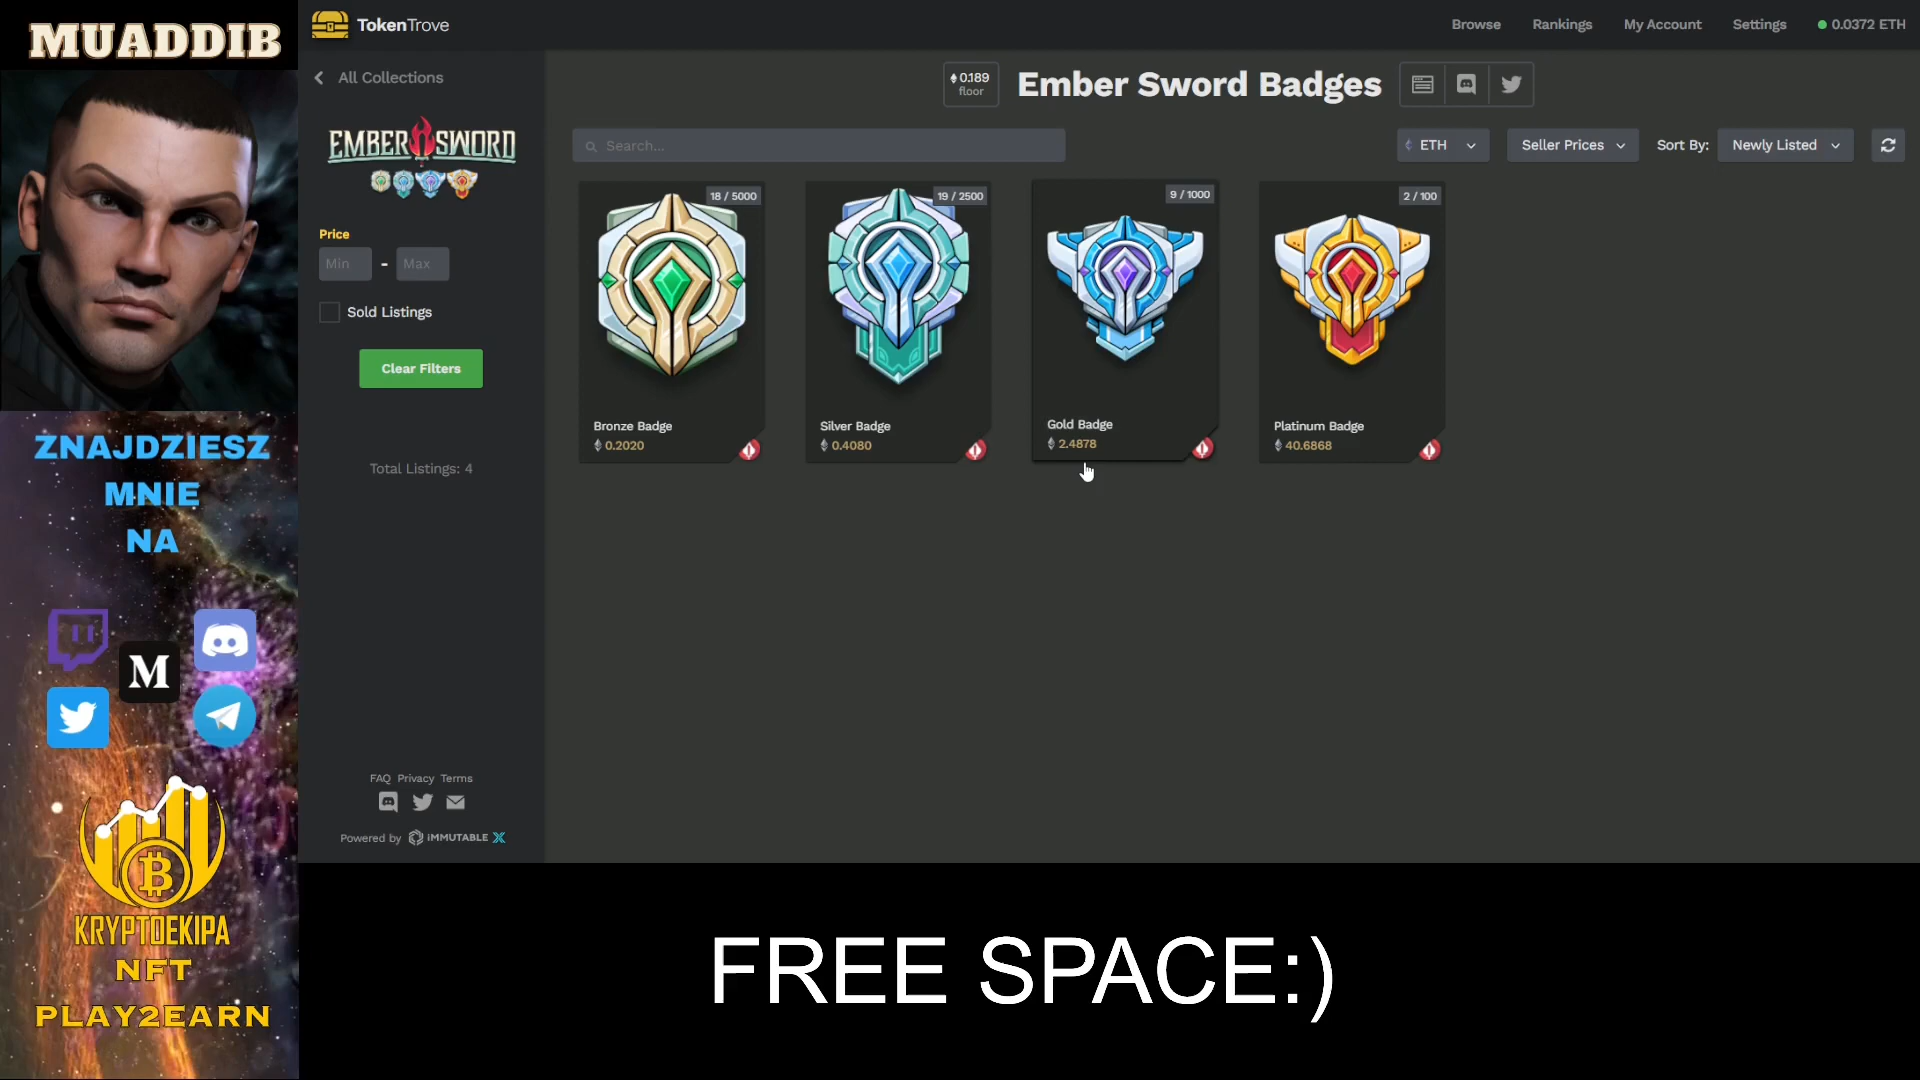 MUADDIB
ZNAJDZIESZ
MNIE
NA
M
KRYPTOEKIPA
NFT
PLAY2EARN
TokenTrove
Browse
Rankings
My Account
Settings
0.0372 ETH
All Collections
EMBER SWORD
Price
Min
-
Max
Sold Listings
Clear Filters
Total Listings: 4
FAQ Privacy Terms
Powered by IMMUTABLE X
0.189
floor
Ember Sword Badges
Search...
ETH
Seller Prices
Sort By:
Newly Listed
18 / 5000
Bronze Badge
0.2020
19 / 2500
Silver Badge
0.4080
9 / 1000
Gold Badge
2.4878
2 / 100
Platinum Badge
40.6868
FREE SPACE:)